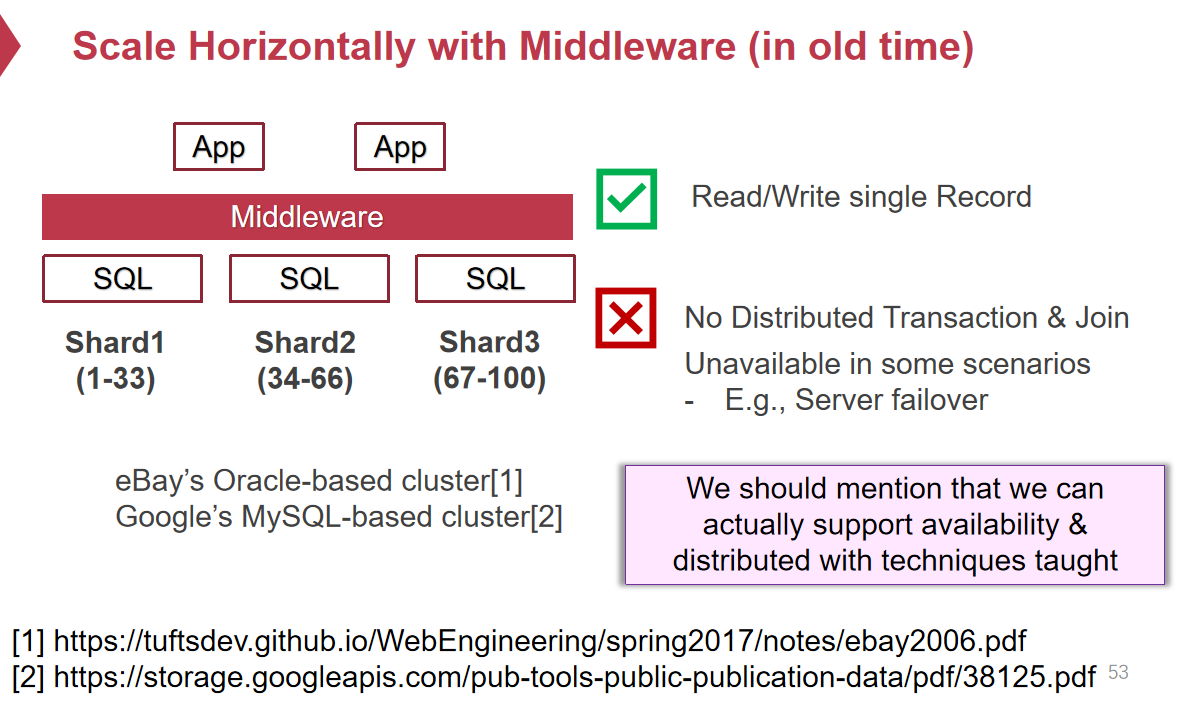 Scale Horizontally with Middleware (in old time)
App
App
Middleware
SQL
SQL
SQL
Shard1
(1-33)
Shard2
(34-66)
Shard3
(67-100)
Read/Write single Record
No Distributed Transaction & Join
Unavailable in some scenarios
- E.g., Server failover
eBay’s Oracle-based cluster[1]
Google’s MySQL-based cluster[2]
We should mention that we can
actually support availability &
distributed with techniques taught
[1] https://tuftsdev.github.io/WebEngineering/spring2017/notes/ebay2006.pdf
[2] https://storage.googleapis.com/pub-tools-public-publication-data/pdf/38125.pdf
53